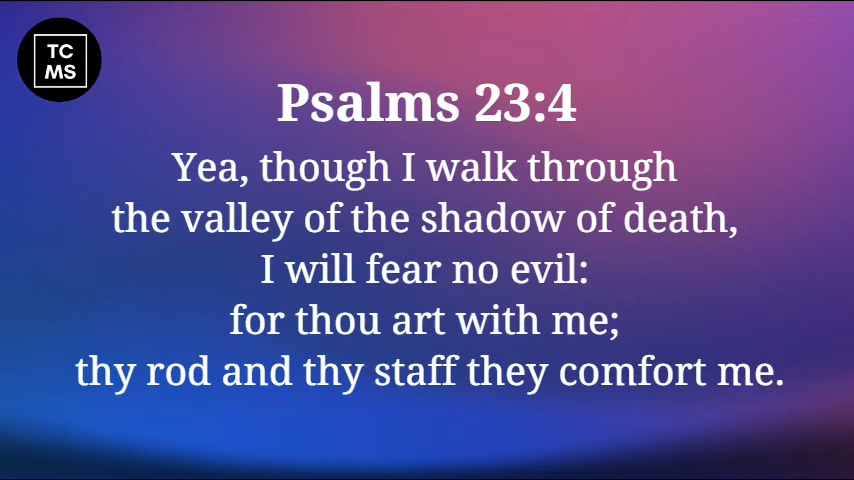 TC
MS
Psalms 23:4
Yea, though I walk through
the valley of the shadow of death,
I will fear no evil:
for thou art with me;
thy rod and thy staff they comfort me.